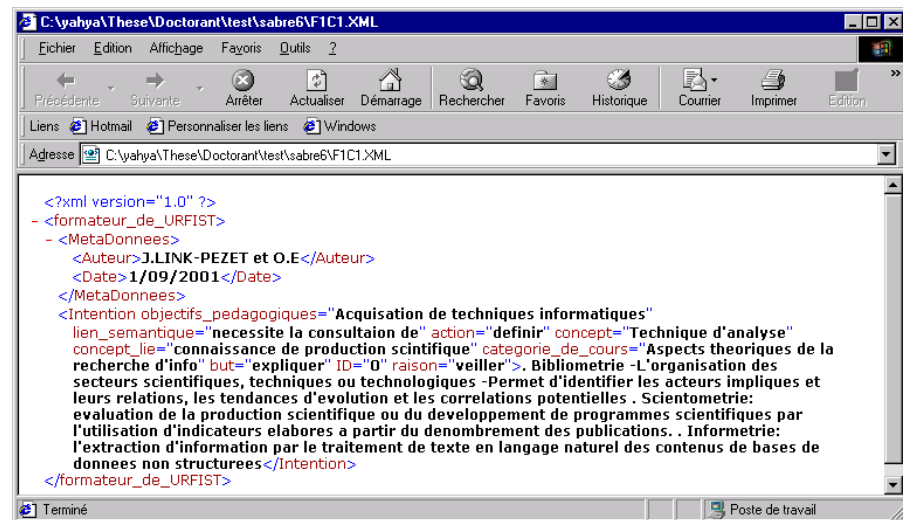 C:\yahya\These\Doctorant\test\sabre6\F1C1.XML
Fichier Edition Affichage Favoris Outils ?
Précédente Suivante Arrêter Actualiser Démarrage Rechercher Favoris Historique Courrier Imprimer Edition »
Liens Hotmail Personnaliser les liens Windows
Adresse C:\yahya\These\Doctorant\test\sabre6\F1C1.XML
<?xml version="1.0" ?>
- <formateur_de_URFIST>
- <MetaDonnees>
<Auteur>J.LINK-PEZET et O.E</Auteur>
<Date>1/09/2001</Date>
</MetaDonnees>
<Intention objectifs_pedagogiques="Acquisation de techniques informatiques"
lien_semantique="necessite la consultaion de" action="definir" concept="Technique d'analyse"
concept_lie="connaissance de production scintifique" categorie_de_cours="Aspects theoriques de la
recherche d'info" but="expliquer" ID="0" raison="veiller">. Bibliometrie -L'organisation des
secteurs scientifiques, techniques ou technologiques -Permet d'identifier les acteurs impliques et
leurs relations, les tendances d'evolution et les correlations potentielles . Scientometrie:
evaluation de la production scientifique ou du developpement de programmes scientifiques par
l'utilisation d'indicateurs elabores a partir du denombrement des publications. . Informetrie:
l'extraction d'information par le traitement de texte en langage naturel des contenus de bases de
donnees non structurees</Intention>
</formateur_de_URFIST>
Terminé Poste de travail